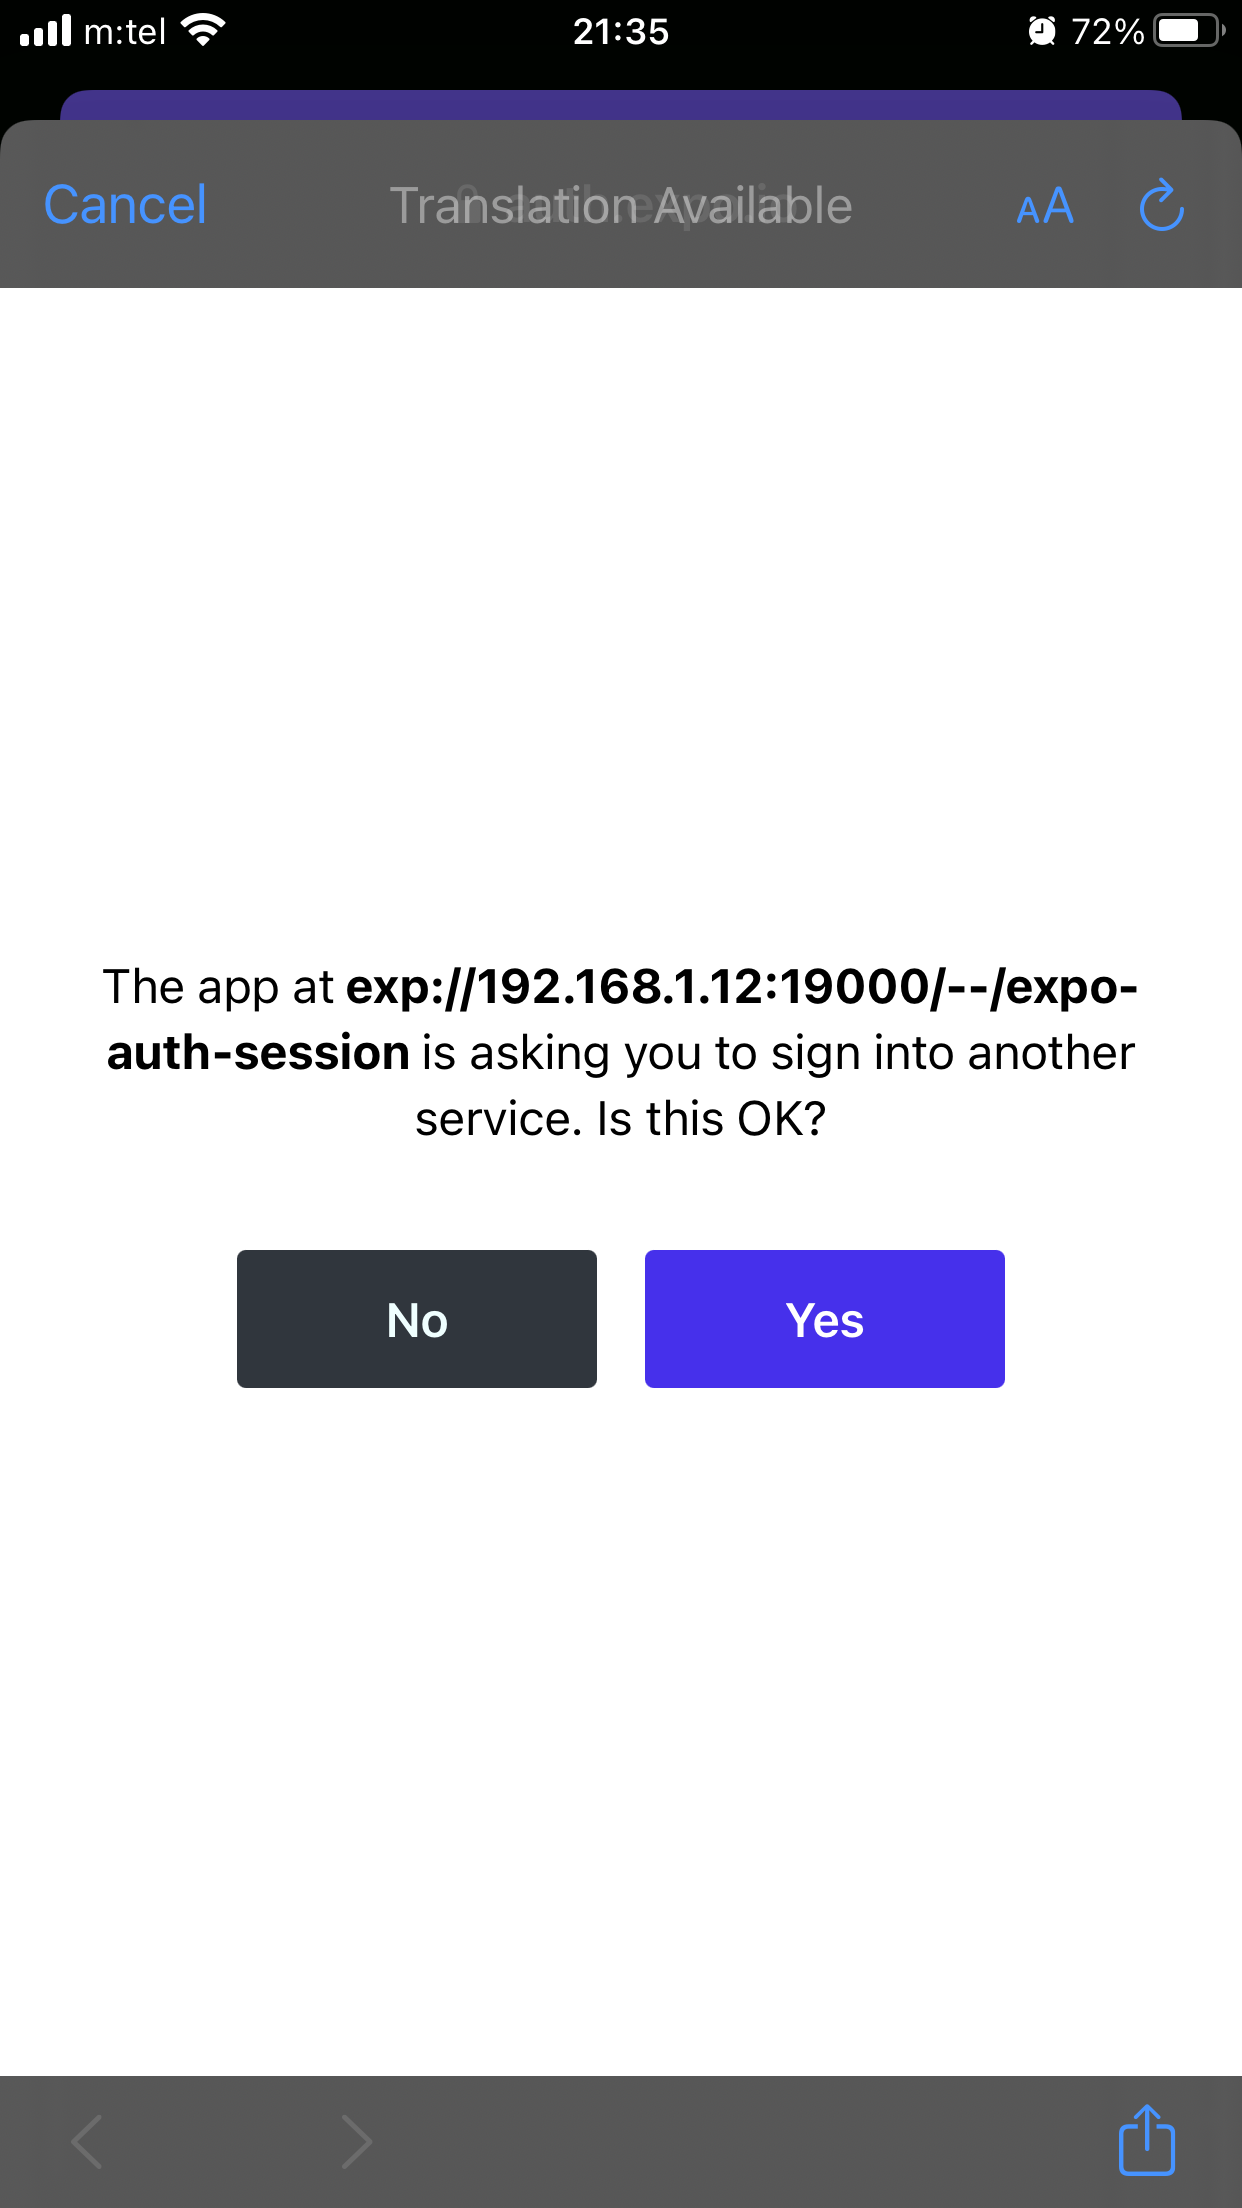 m:tel 21:35 72%
Cancel Translation Available AA
The app at exp://192.168.1.12:19000/--/expo-
auth-session is asking you to sign into another
service. Is this OK?
No Yes